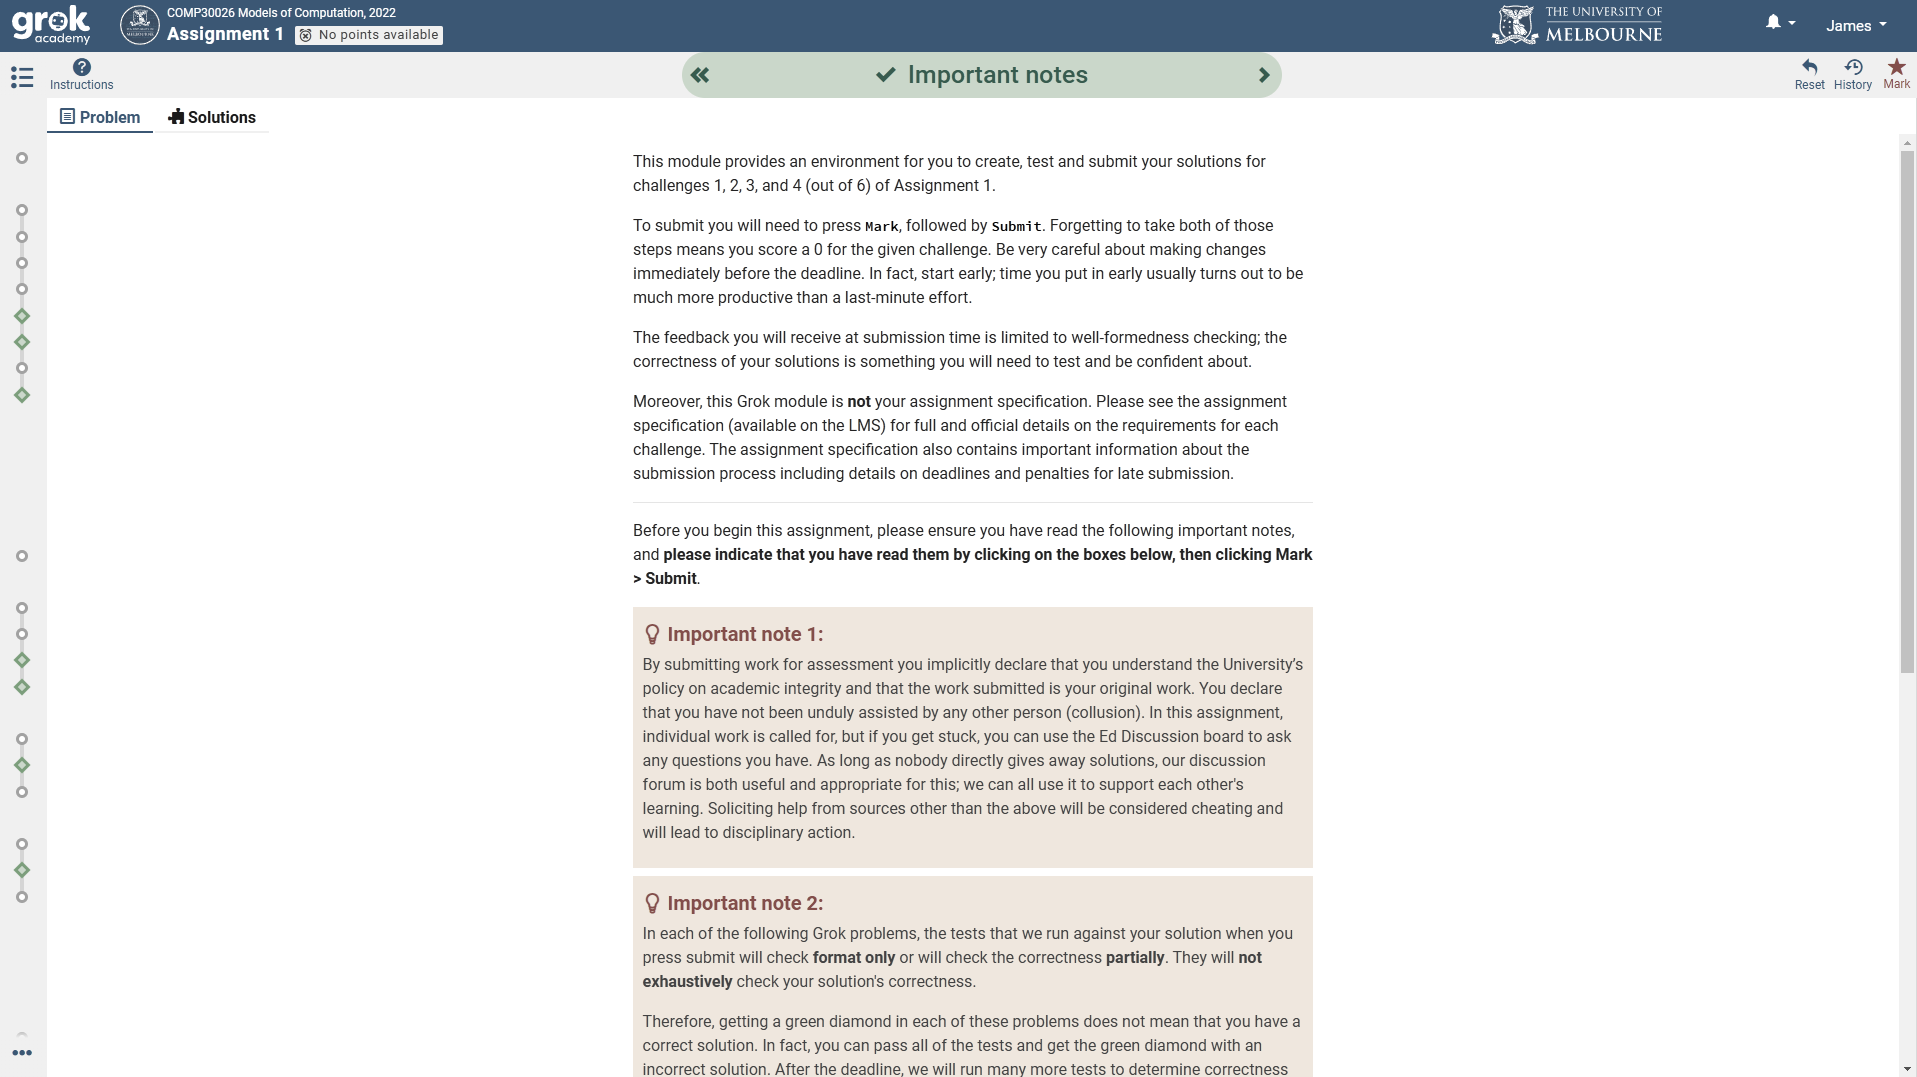 grok academy
COMP30026 Models of Computation, 2022
Assignment 1
No points available
THE UNIVERSITY OF
MELBOURNE
James
Instructions
Important notes
Reset
History
Mark
Problem
Solutions
This module provides an environment for you to create, test and submit your solutions for
challenges 1, 2, 3, and 4 (out of 6) of Assignment 1.
To submit you will need to press Mark, followed by Submit. Forgetting to take both of those
steps means you score a 0 for the given challenge. Be very careful about making changes
immediately before the deadline. In fact, start early; time you put in early usually turns out to be
much more productive than a last-minute effort.
The feedback you will receive at submission time is limited to well-formedness checking; the
correctness of your solutions is something you will need to test and be confident about.
Moreover, this Grok module is not your assignment specification. Please see the assignment
specification (available on the LMS) for full and official details on the requirements for each
challenge. The assignment specification also contains important information about the
submission process including details on deadlines and penalties for late submission.
Before you begin this assignment, please ensure you have read the following important notes,
and please indicate that you have read them by clicking on the boxes below, then clicking Mark
> Submit.
Important note 1:
By submitting work for assessment you implicitly declare that you understand the University's
policy on academic integrity and that the work submitted is your original work. You declare
that you have not been unduly assisted by any other person (collusion). In this assignment,
individual work is called for, but if you get stuck, you can use the Ed Discussion board to ask
any questions you have. As long as nobody directly gives away solutions, our discussion
forum is both useful and appropriate for this; we can all use it to support each other's
learning. Soliciting help from sources other than the above will be considered cheating and
will lead to disciplinary action.
Important note 2:
In each of the following Grok problems, the tests that we run against your solution when you
press submit will check format only or will check the correctness partially. They will not
exhaustively check your solution's correctness.
Therefore, getting a green diamond in each of these problems does not mean that you have a
correct solution. In fact, you can pass all of the tests and get the green diamond with an
incorrect solution. After the deadline, we will run many more tests to determine correctness